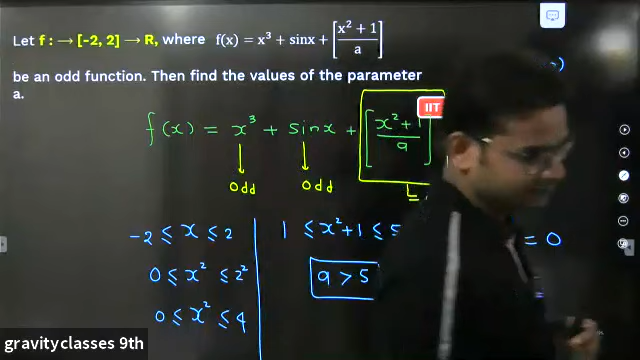 Let f : → [-2, 2] → R, where f(x) = x³ + sinx + [x² + 1 / a]
be an odd function. Then find the values of the parameter
a.
IIT
f(x) = x³ + sinx + [x² + 1 / a]
odd odd
-2 ≤ x ≤ 2
0 ≤ x² ≤ 2²
0 ≤ x² ≤ 4
1 ≤ x² + 1 ≤ 5
a > 5
= 0
gravityclasses 9th